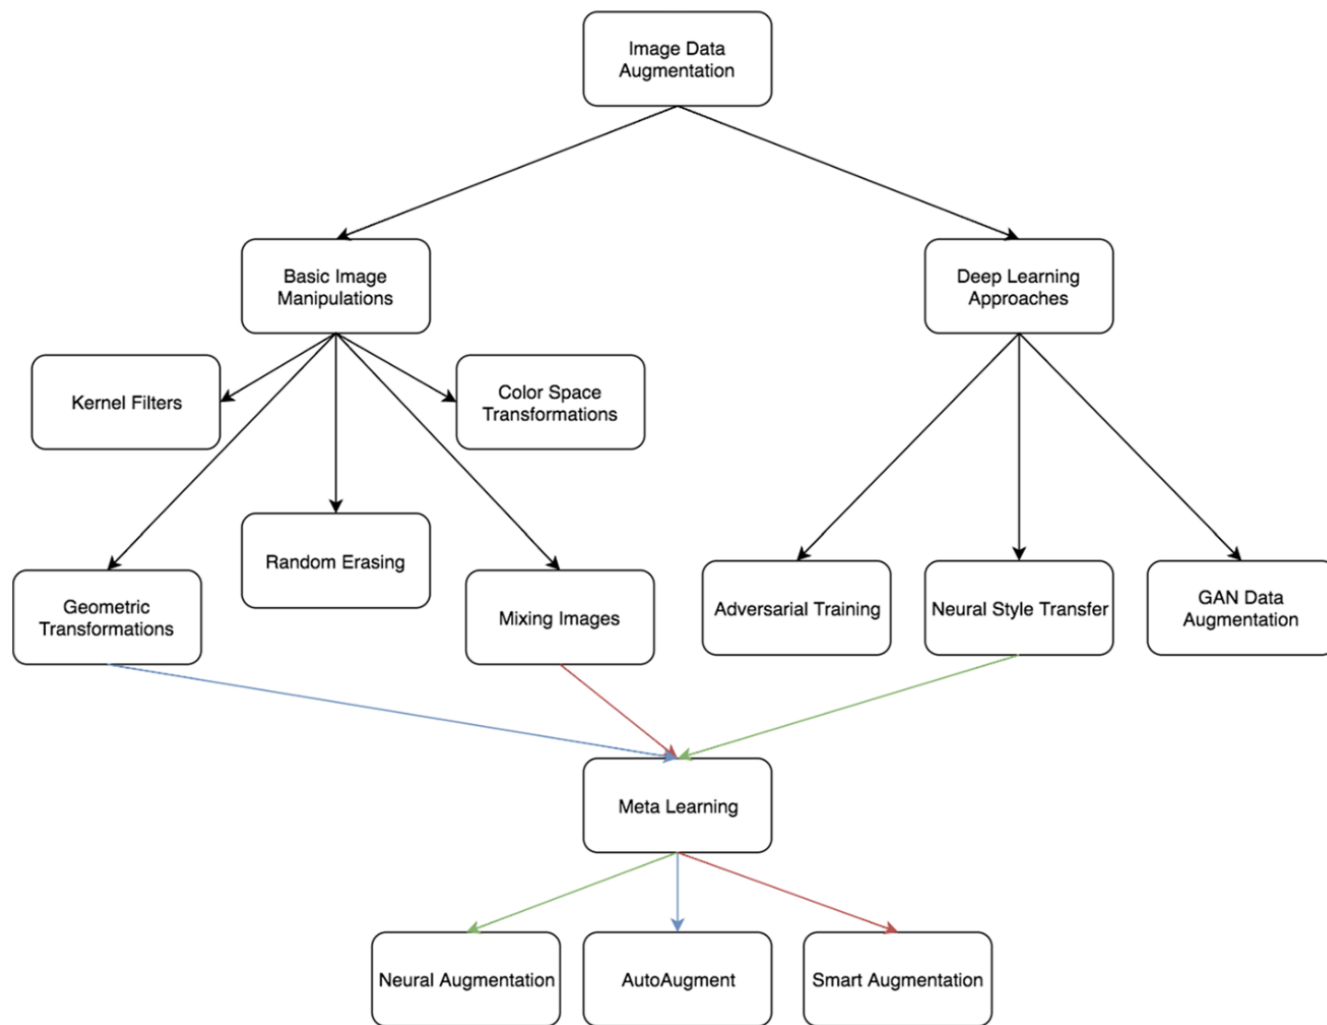 Image Data
Augmentation
Basic Image
Manipulations
Deep Learning
Approaches
Kernel Filters
Color Space
Transformations
Random Erasing
Geometric
Transformations
Mixing Images
Adversarial Training
Neural Style Transfer
GAN Data
Augmentation
Meta Learning
Neural Augmentation
AutoAugment
Smart Augmentation